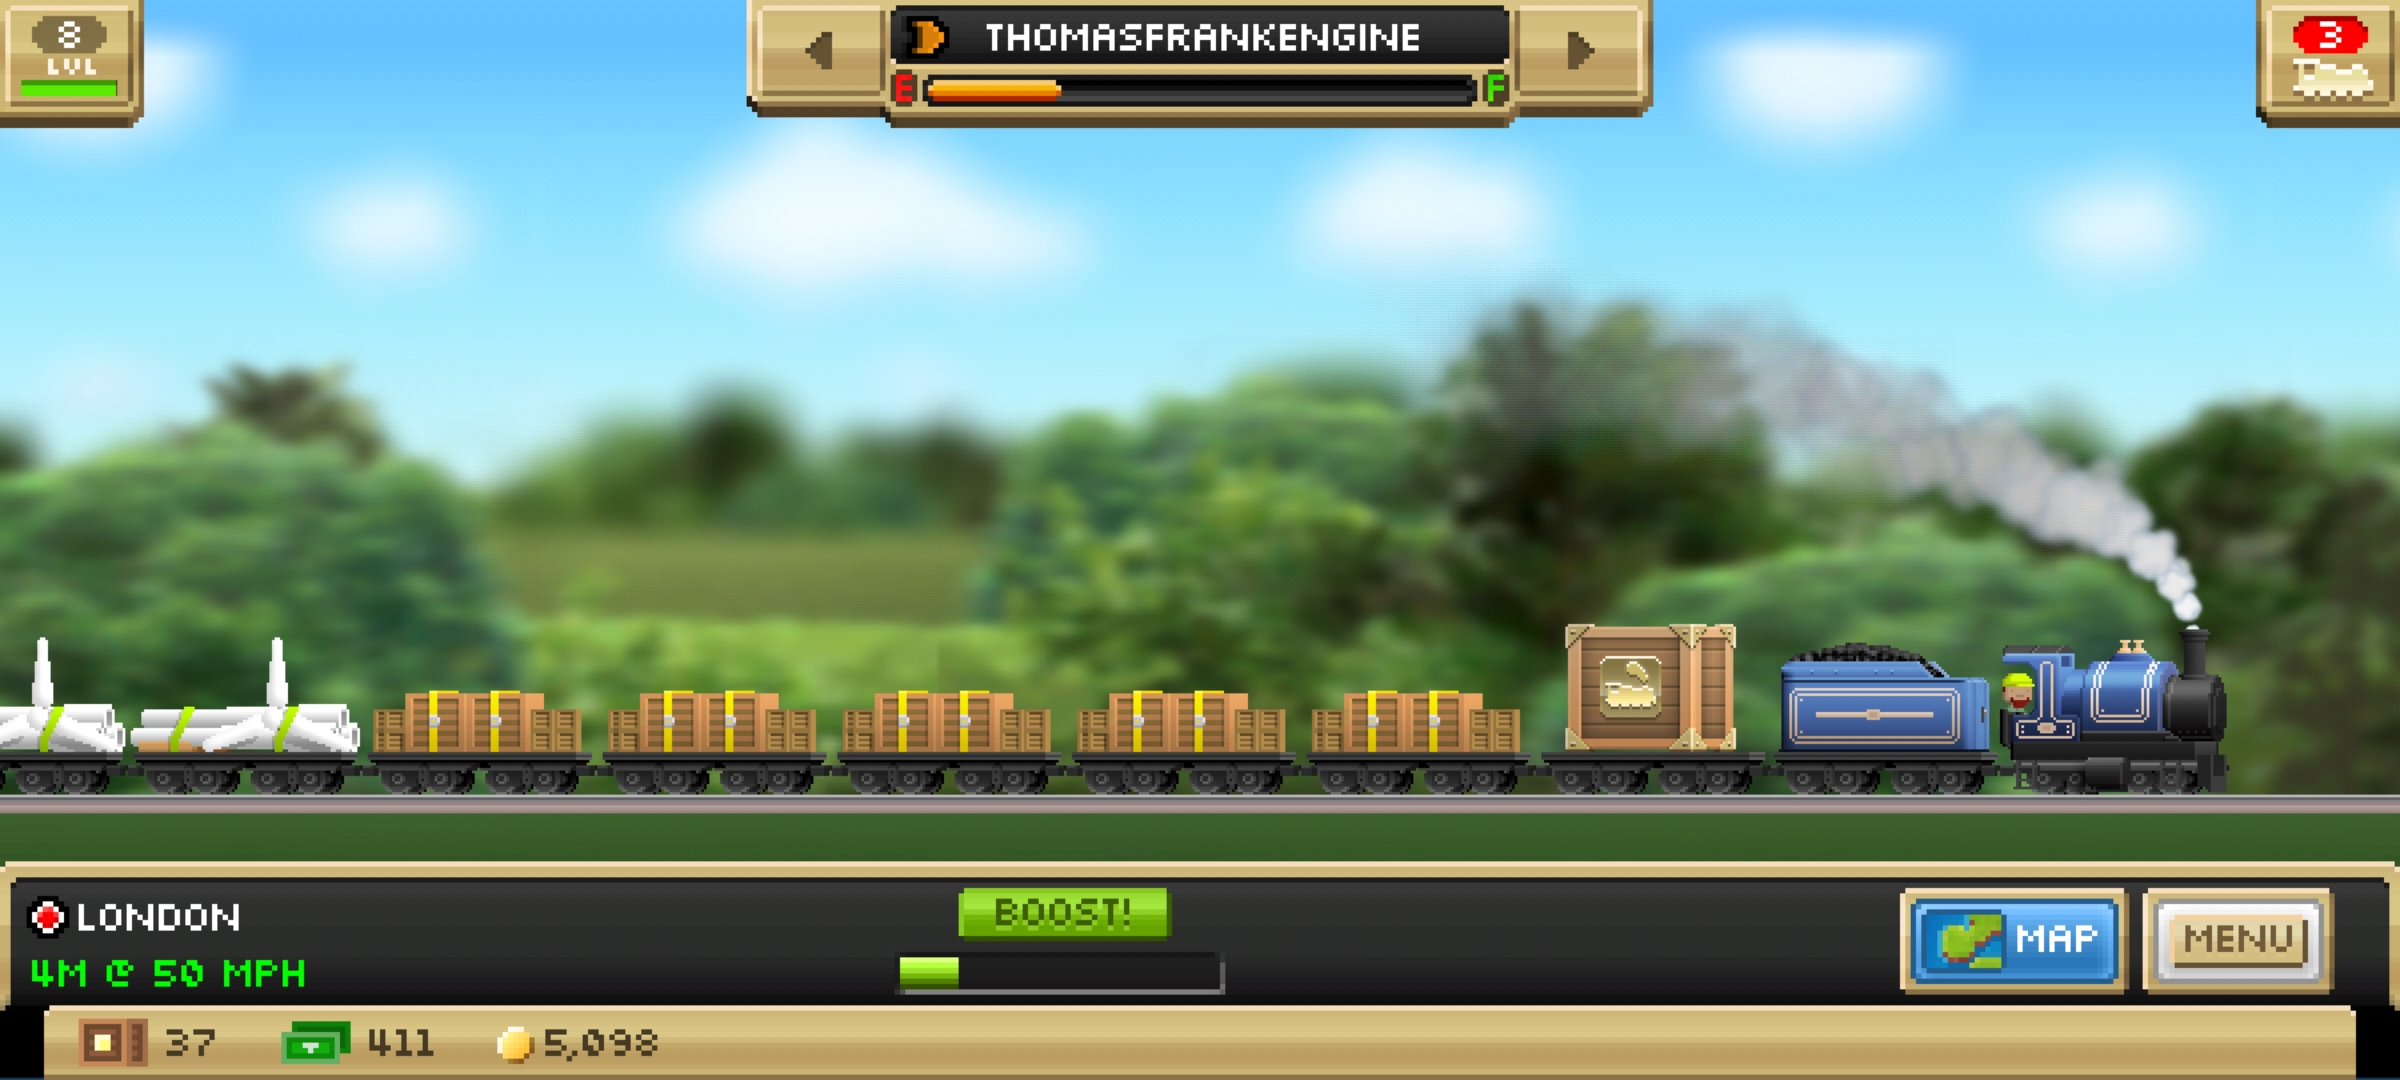 8
LVL
THOMASFRANKENGINE
E F
3
LONDON
4M @ 50 MPH
BOOST!
MAP
MENU
37
411
5,098